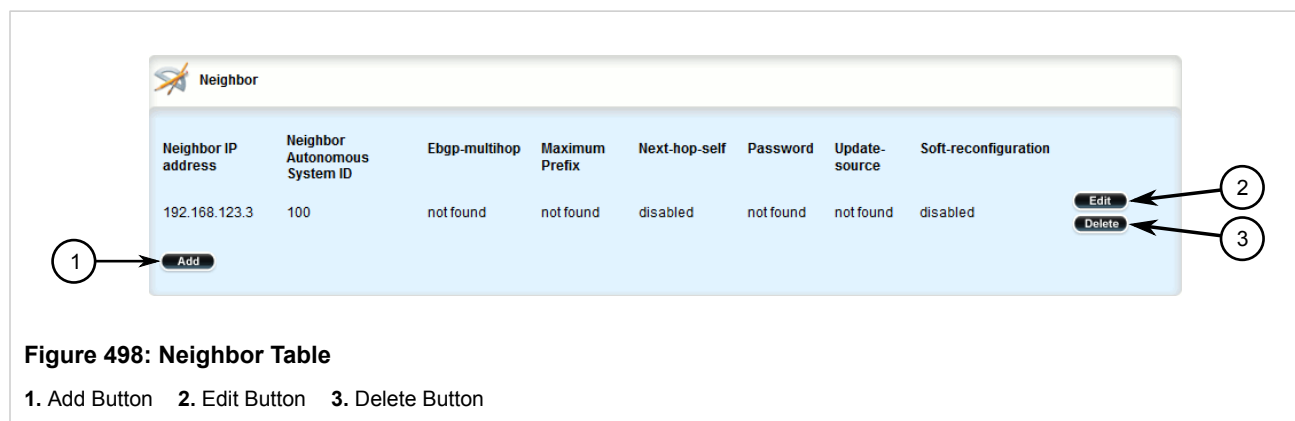 Neighbor
Neighbor IP address
Neighbor Autonomous System ID
Ebgp-multihop
Maximum Prefix
Next-hop-self
Password
Update-source
Soft-reconfiguration
192.168.123.3 100 not found not found disabled not found not found disabled
Edit
Delete
Add
1
2
3
Figure 498: Neighbor Table
1. Add Button 2. Edit Button 3. Delete Button